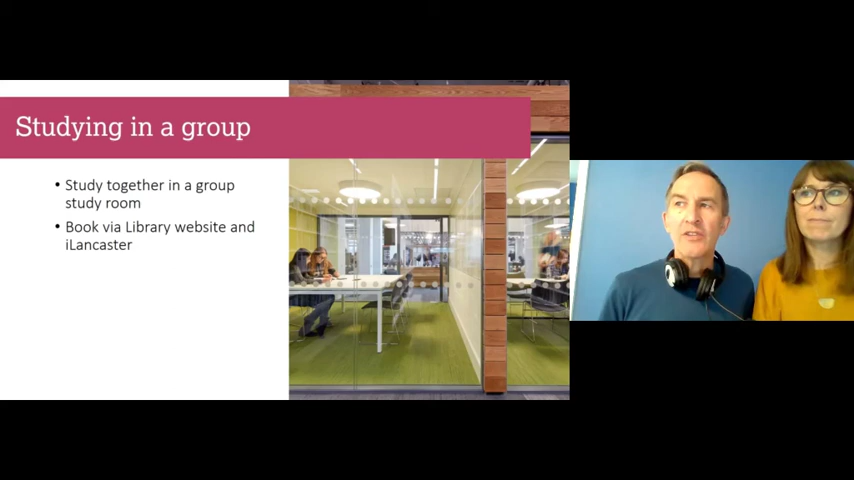 Studying in a group
• Study together in a group
study room
• Book via Library website and
iLancaster